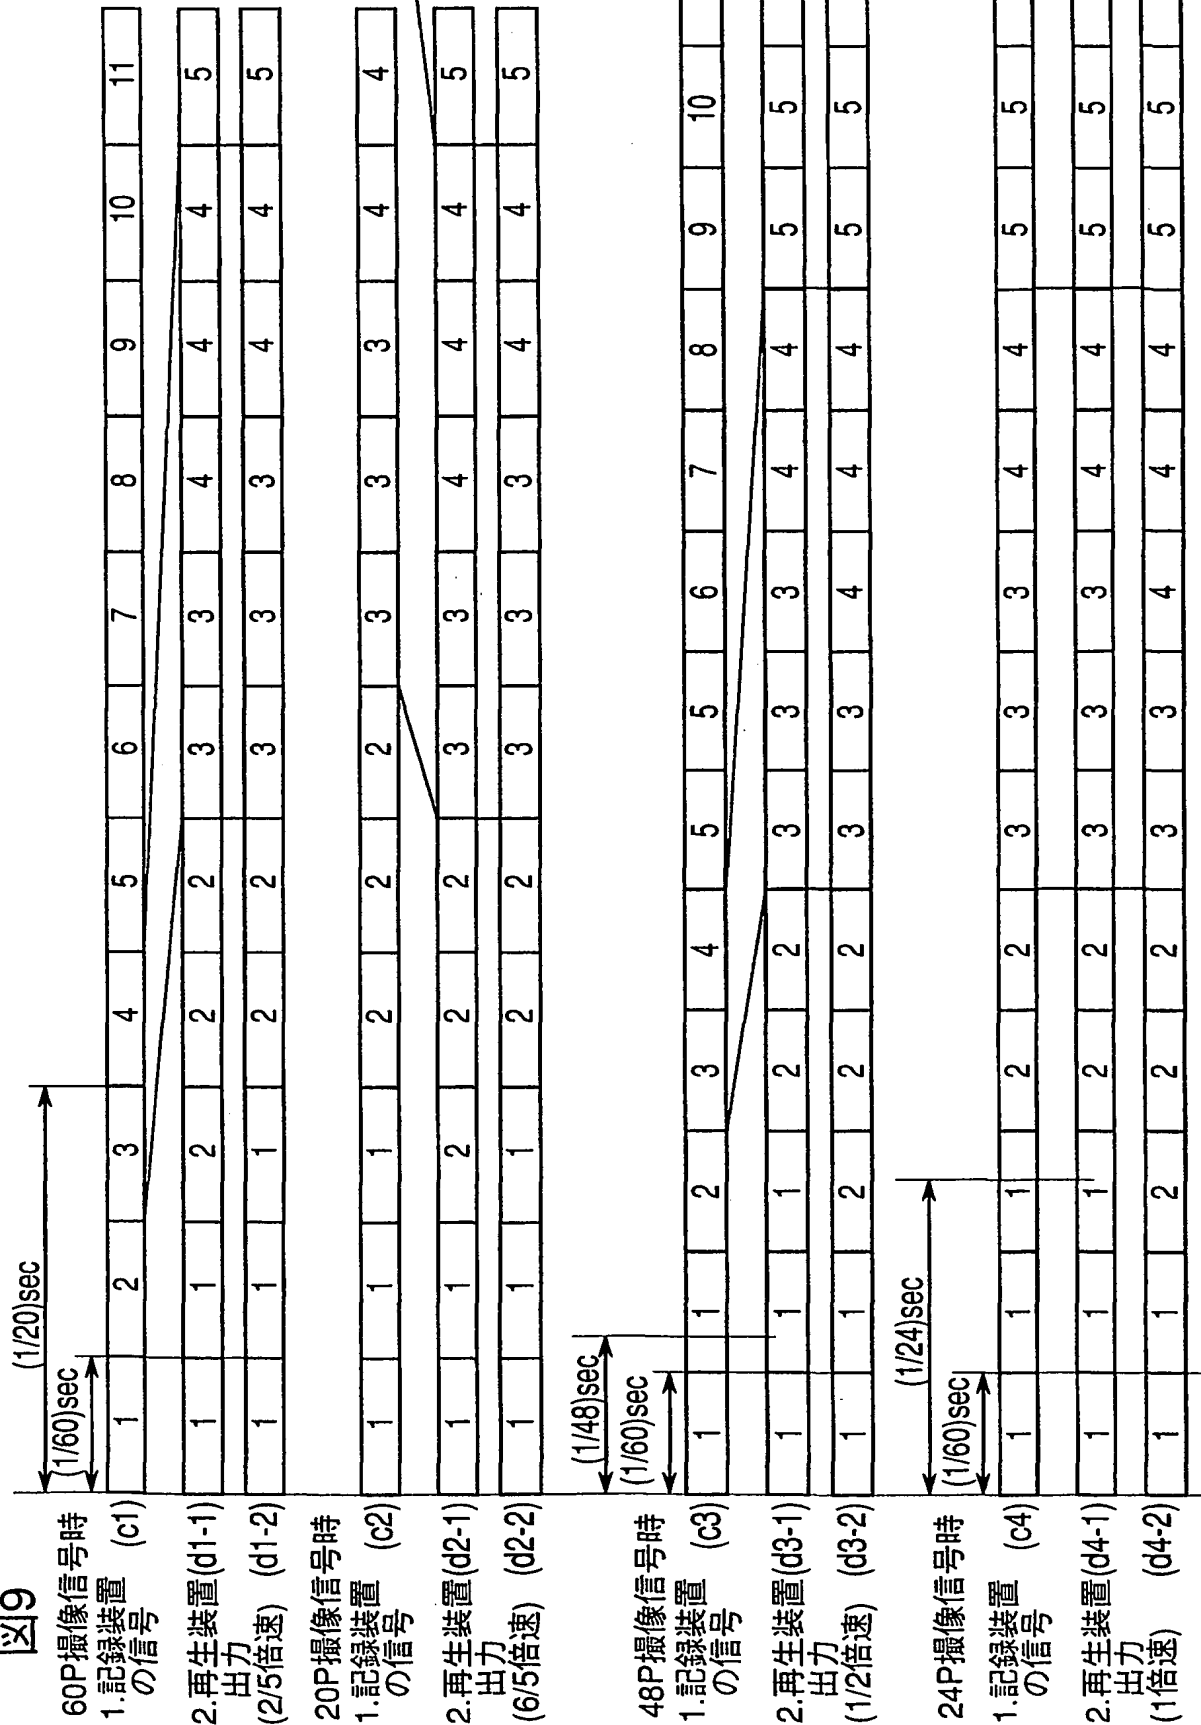 図9
60P撮像信号時
(1/20)sec
(1/60)sec
1.記録装置の信号 (c1) 1 2 3 4 5 6 7 8 9 10 11
2.再生装置(d1-1) 1 1 2 2 2 3 3 4 4 4 5
出力
(2/5倍速) (d1-2) 1 1 1 2 2 3 3 3 4 4 5
20P撮像信号時
1.記録装置の信号 (c2) 1 1 1 2 2 2 3 3 3 4 4
2.再生装置(d2-1) 1 1 2 2 2 3 3 4 4 4 5
出力
(6/5倍速) (d2-2) 1 1 1 2 2 3 3 3 4 4 5
48P撮像信号時
(1/48)sec
(1/60)sec
1.記録装置の信号 (c3) 1 1 2 3 4 5 5 6 7 8 9 10
2.再生装置(d3-1) 1 1 1 2 2 3 3 3 4 4 5 5
出力
(1/2倍速) (d3-2) 1 1 2 2 2 3 3 4 4 4 5 5
24P撮像信号時
(1/24)sec
(1/60)sec
1.記録装置の信号 (c4) 1 1 1 2 2 3 3 3 4 4 5 5
2.再生装置(d4-1) 1 1 1 2 2 3 3 3 4 4 5 5
出力
(1倍速) (d4-2) 1 1 2 2 2 3 3 4 4 4 5 5